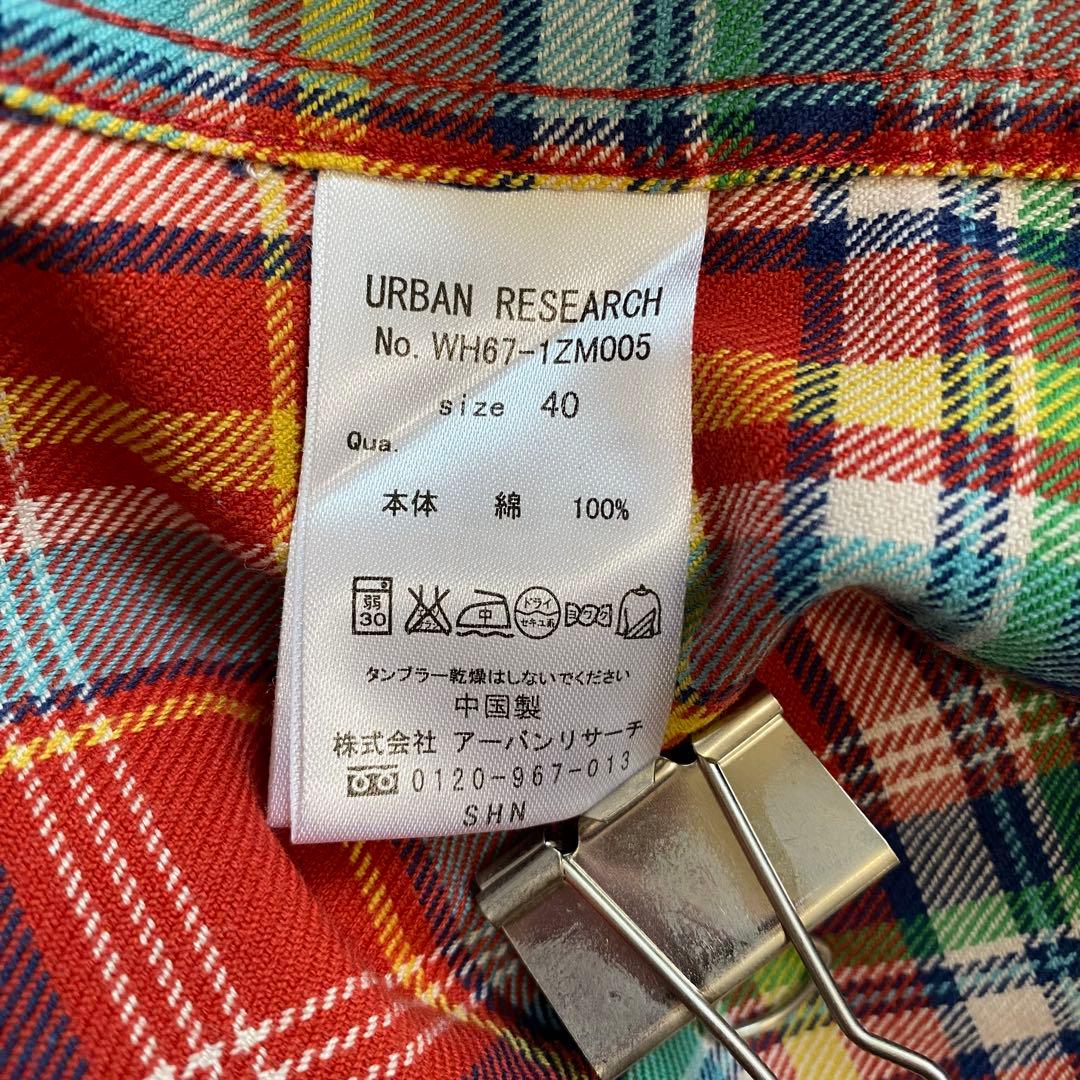 URBAN RESEARCH
No. WH67-1ZM005
size 40
Qua.
本体 綿 100%
弱 中 ドライ
30 セキユ系
タンブラー乾燥はしないでください
中国製
株式会社 アーバンリサーチ
0120-967-013
SHN